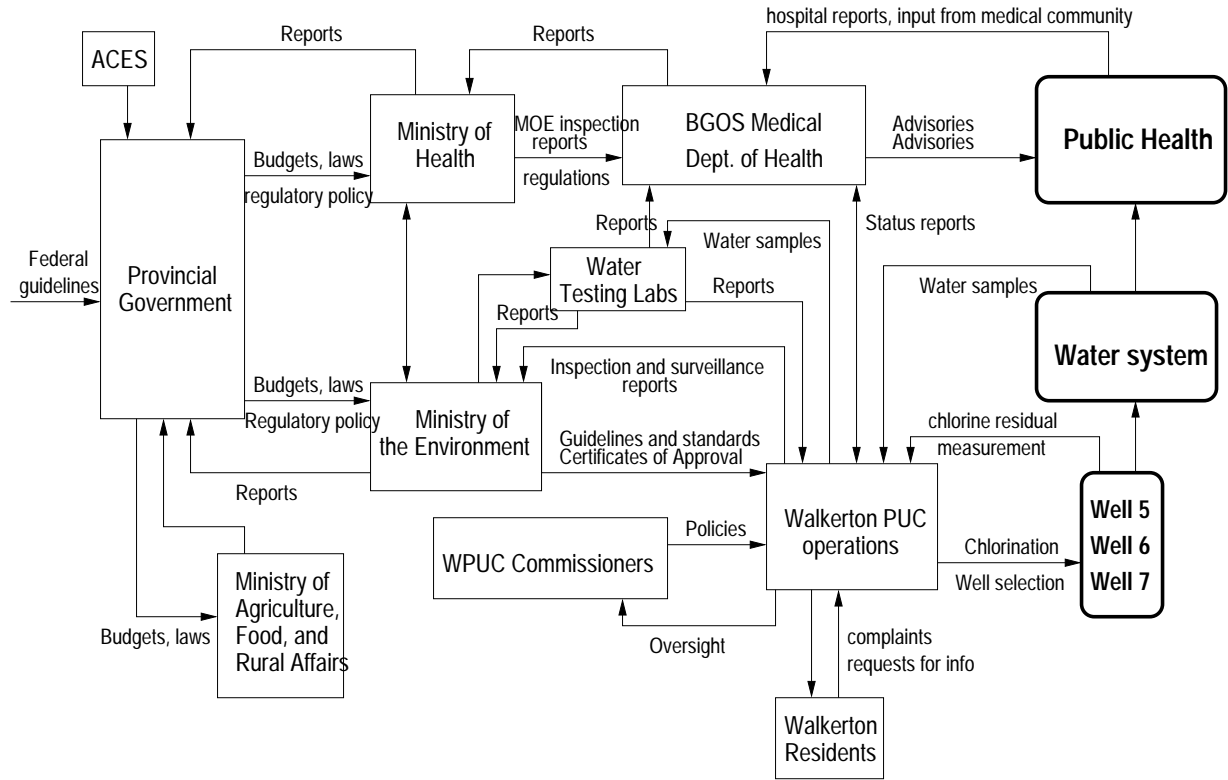 hospital reports, input from medical community
Reports
Reports
ACES
Ministry of
Health
MOE inspection
reports
regulations
BGOS Medical
Dept. of Health
Advisories
Advisories
Public Health
Budgets, laws
regulatory policy
Federal
guidelines
Provincial
Government
Reports
Water samples
Status reports
Water
Testing Labs
Reports
Reports
Water samples
Water system
Inspection and surveillance
reports
Budgets, laws
Regulatory policy
Ministry of
the Environment
Guidelines and standards
Certificates of Approval
chlorine residual
measurement
Reports
Walkerton PUC
operations
Well 5
Well 6
Well 7
WPUC Commissioners
Policies
Chlorination
Well selection
Ministry of
Agriculture,
Food, and
Rural Affairs
Budgets, laws
Oversight
complaints
requests for info
Walkerton
Residents